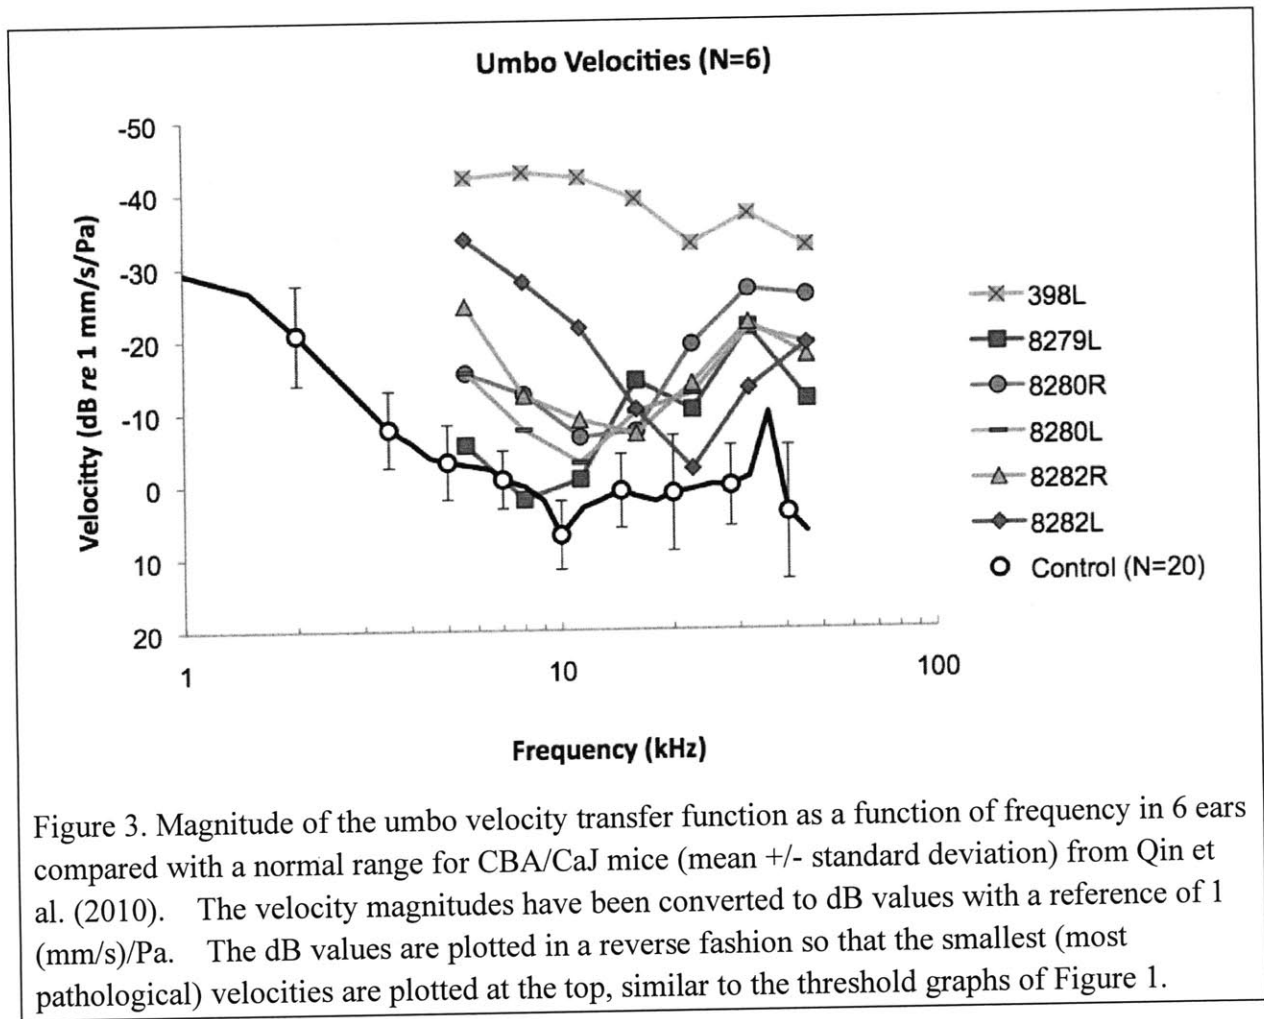 Umbo Velocities (N=6)
-50
-40
-30
-20
-10
0
10
20
Velocitty (dB re 1 mm/s/Pa)
1
10
100
Frequency (kHz)
398L
8279L
8280R
8280L
8282R
8282L
Control (N=20)
Figure 3. Magnitude of the umbo velocity transfer function as a function of frequency in 6 ears
compared with a normal range for CBA/CaJ mice (mean +/- standard deviation) from Qin et
al. (2010). The velocity magnitudes have been converted to dB values with a reference of 1
(mm/s)/Pa. The dB values are plotted in a reverse fashion so that the smallest (most
pathological) velocities are plotted at the top, similar to the threshold graphs of Figure 1.